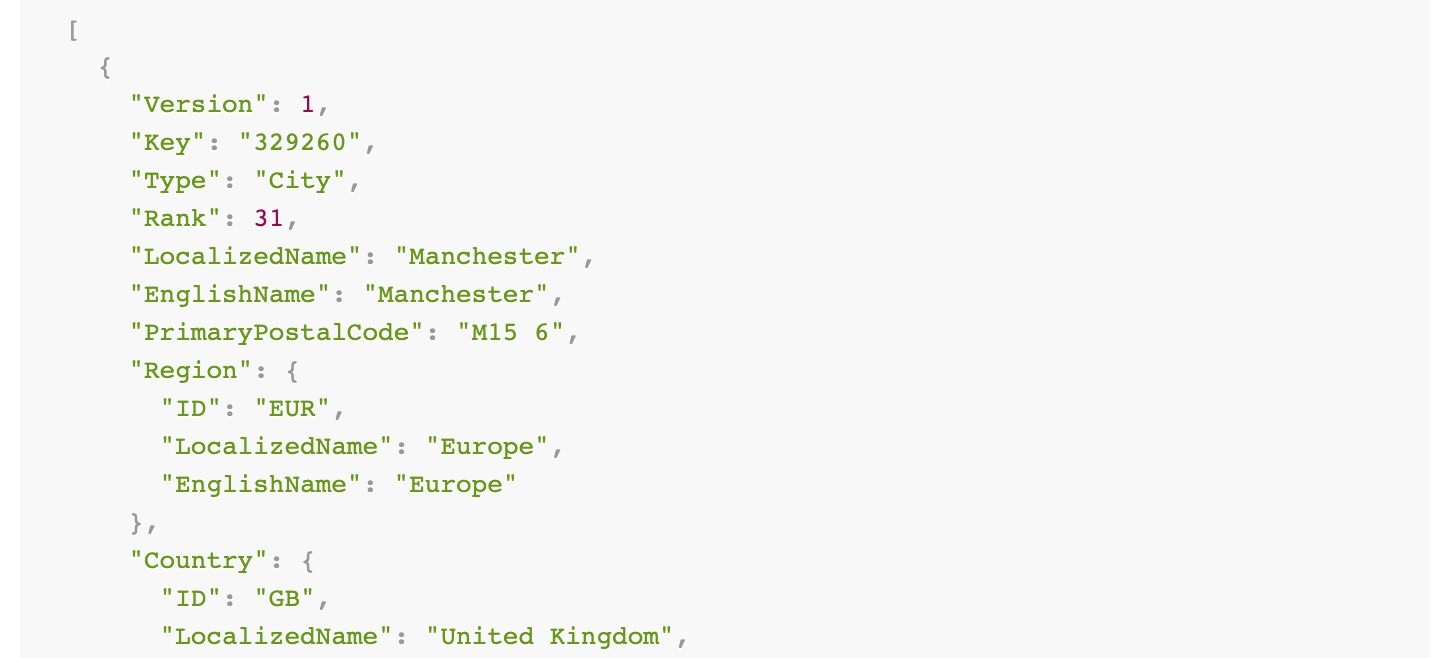 [
  {
    "Version": 1,
    "Key": "329260",
    "Type": "City",
    "Rank": 31,
    "LocalizedName": "Manchester",
    "EnglishName": "Manchester",
    "PrimaryPostalCode": "M15 6",
    "Region": {
      "ID": "EUR",
      "LocalizedName": "Europe",
      "EnglishName": "Europe"
    },
    "Country": {
      "ID": "GB",
      "LocalizedName": "United Kingdom",